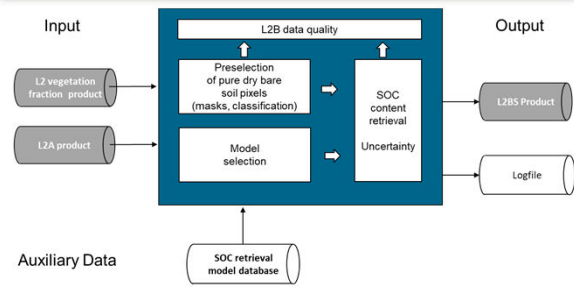 Input
Output
L2B data quality
L2 vegetation
fraction product
Preselection
of pure dry bare
soil pixels
(masks, classification)
SOC
content
retrieval
Uncertainty
L2BS Product
L2A product
Model
selection
Logfile
Auxiliary Data
SOC retrieval
model database